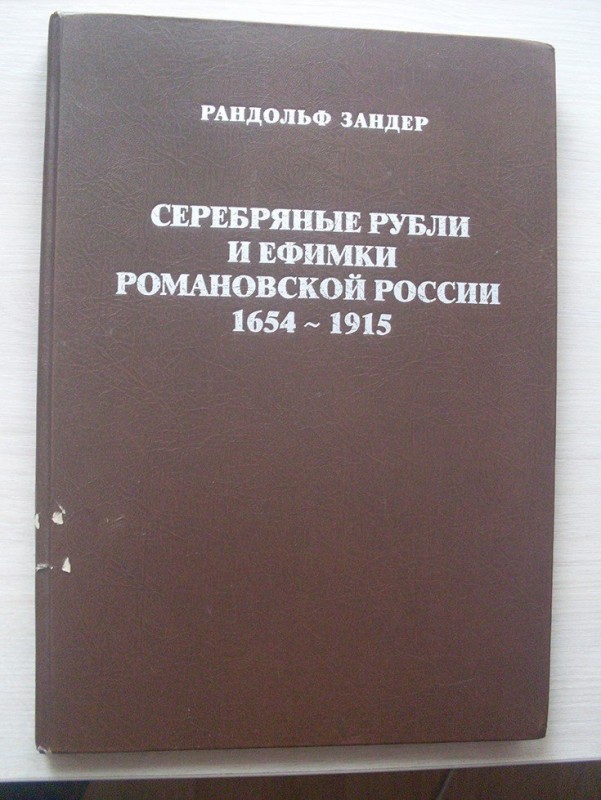 РАНДОЛЬФ ЗАНДЕР
СЕРЕБРЯНЫЕ РУБЛИ
И ЕФИМКИ
РОМАНОВСКОЙ РОССИИ
1654 ~ 1915